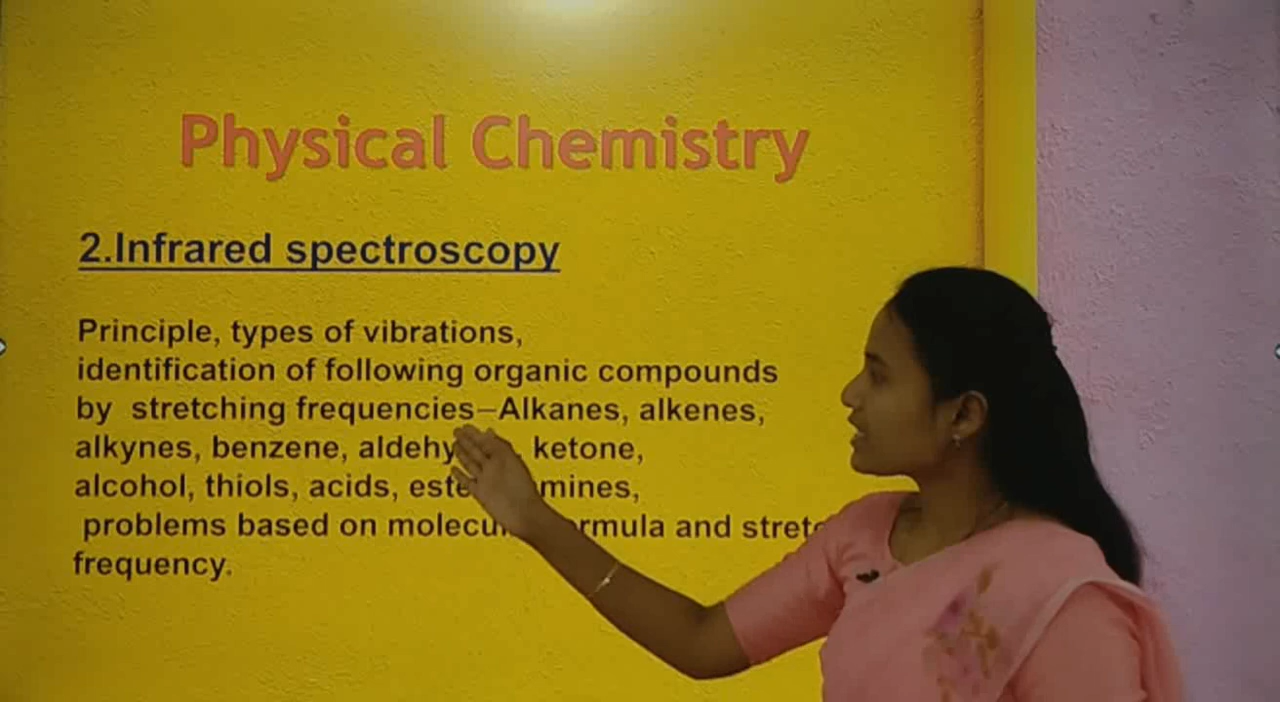 Physical Chemistry
2.Infrared spectroscopy
Principle, types of vibrations,
identification of following organic compounds
by stretching frequencies–Alkanes, alkenes,
alkynes, benzene, ketone,
alcohol, thiols, acids,
problems based on and
frequency.